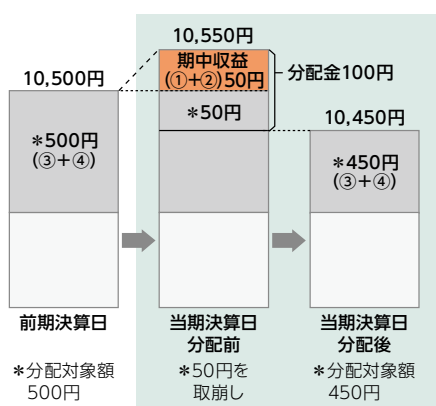 10,550円
期中収益
(①+②)50円
分配金100円
10,500円
*50円
10,450円
*500円
(③+④)
*450円
(③+④)
前期決算日
当期決算日
分配前
当期決算日
分配後
*分配対象額
500円
*50円を
取崩し
*分配対象額
450円